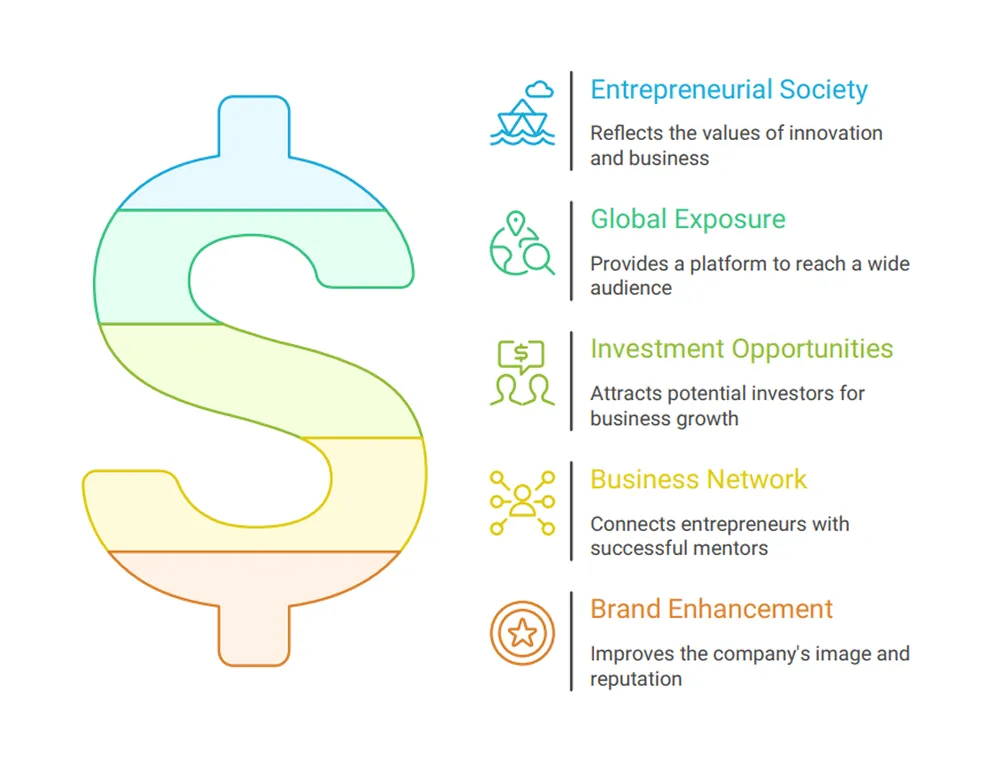 Entrepreneurial Society
Reflects the values of innovation
and business
Global Exposure
Provides a platform to reach a wide
audience
$
Investment Opportunities
Attracts potential investors for
business growth
Business Network
Connects entrepreneurs with
successful mentors
Brand Enhancement
Improves the company's image and
reputation